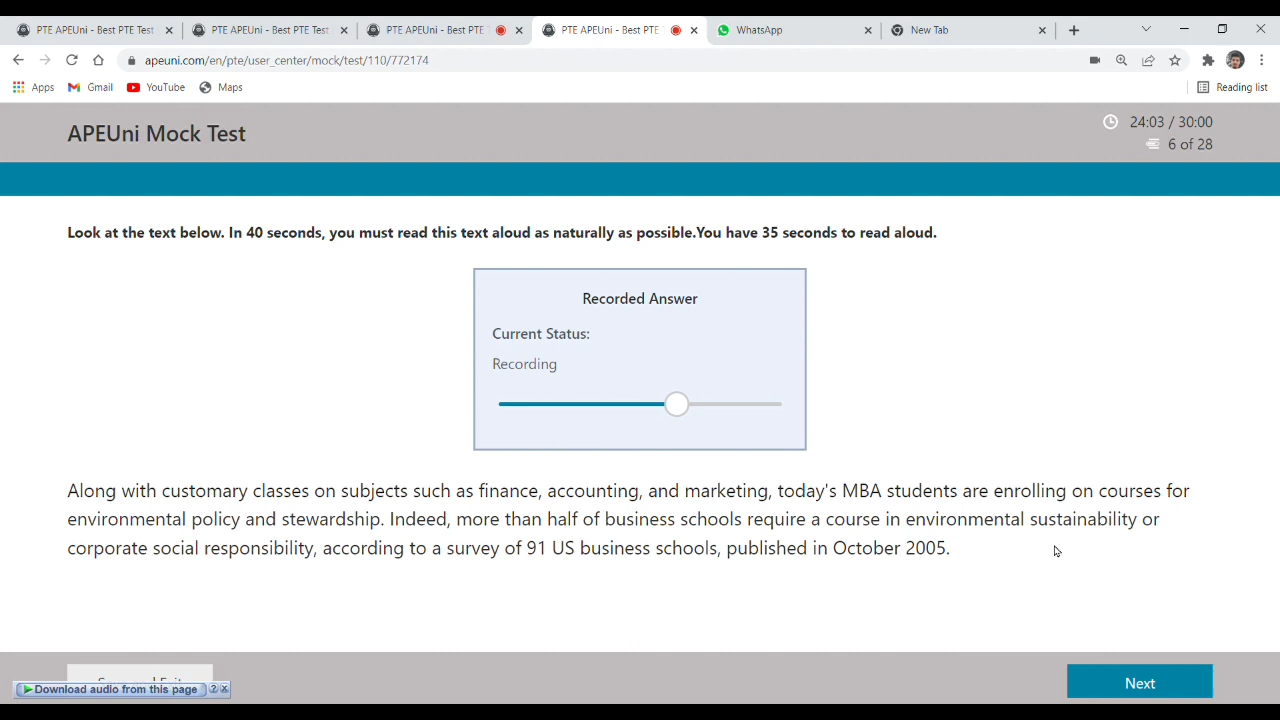 PTE APEUni - Best PTE Test
PTE APEUni - Best PTE Test
PTE APEUni - Best PTE
PTE APEUni - Best PTE
WhatsApp
New Tab
apeuni.com/en/pte/user_center/mock/test/110/772174
Apps
Gmail
YouTube
Maps
Reading list
APEUni Mock Test
24:03 / 30:00
6 of 28
Look at the text below. In 40 seconds, you must read this text aloud as naturally as possible.You have 35 seconds to read aloud.
Recorded Answer
Current Status:
Recording
Along with customary classes on subjects such as finance, accounting, and marketing, today's MBA students are enrolling on courses for
environmental policy and stewardship. Indeed, more than half of business schools require a course in environmental sustainability or
corporate social responsibility, according to a survey of 91 US business schools, published in October 2005.
Download audio from this page
?
Next